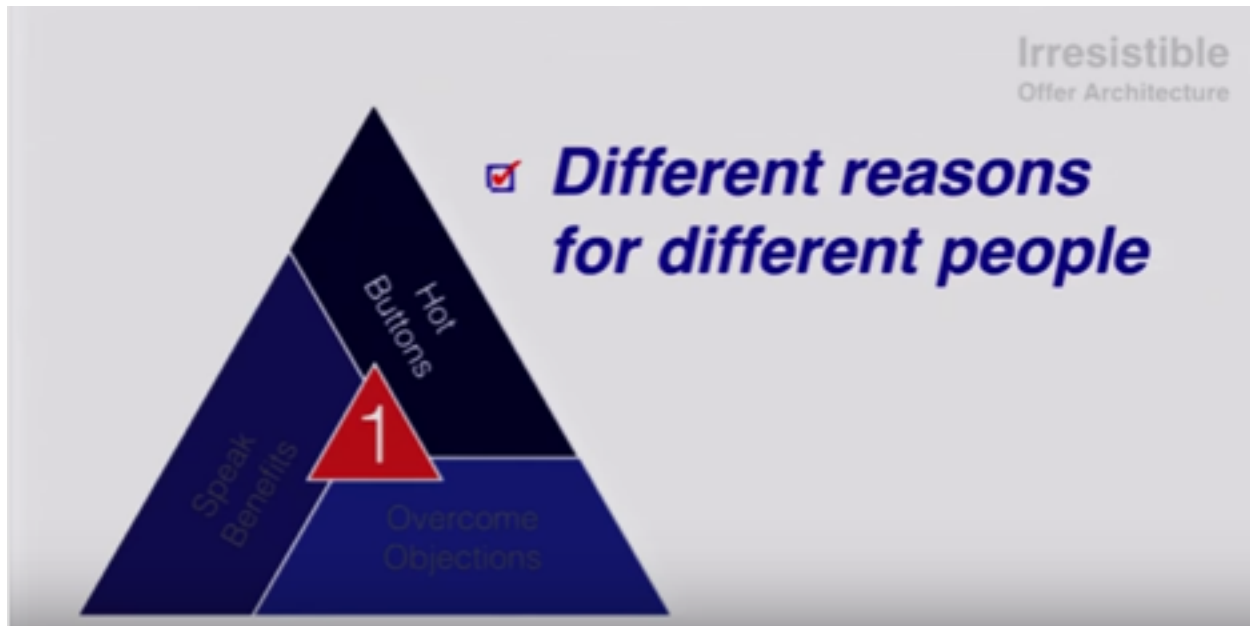 Irresistible
Offer Architecture
Different reasons
for different people
Hot
Buttons
1
Speak
Benefits
Overcome
Objections